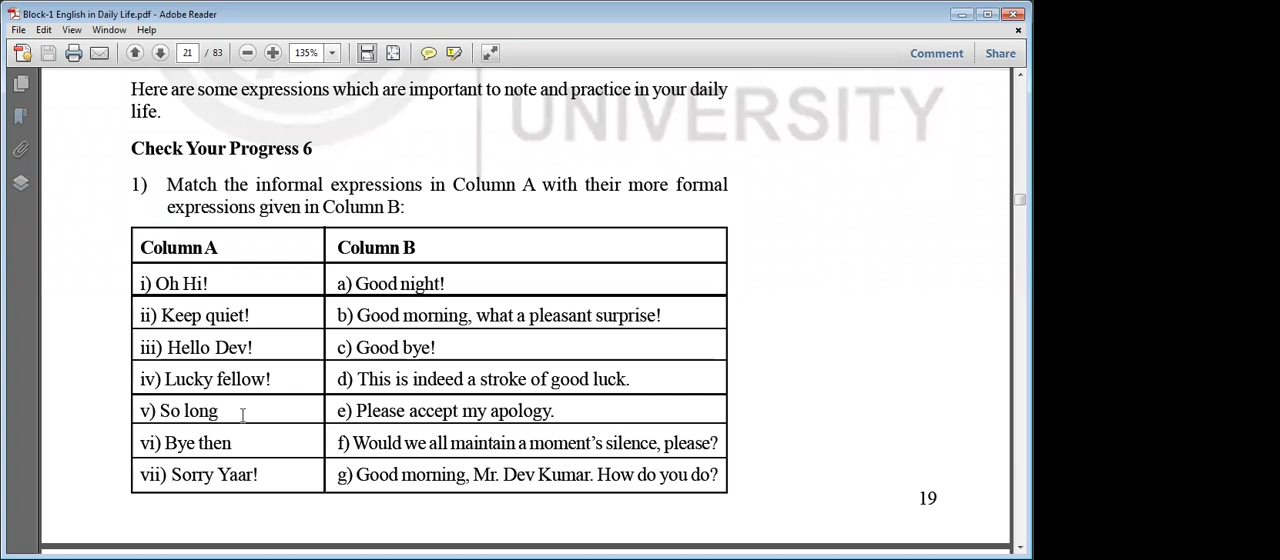 Block-1 English in Daily Life.pdf - Adobe Reader
File Edit View Window Help
21 / 83 135% Comment Share
UNIVERSITY
Here are some expressions which are important to note and practice in your daily
life.
Check Your Progress 6
1) Match the informal expressions in Column A with their more formal
expressions given in Column B:
Column A Column B
i) Oh Hi! a) Good night!
ii) Keep quiet! b) Good morning, what a pleasant surprise!
iii) Hello Dev! c) Good bye!
iv) Lucky fellow! d) This is indeed a stroke of good luck.
v) So long e) Please accept my apology.
vi) Bye then f) Would we all maintain a moment's silence, please?
vii) Sorry Yaar! g) Good morning, Mr. Dev Kumar. How do you do?
19